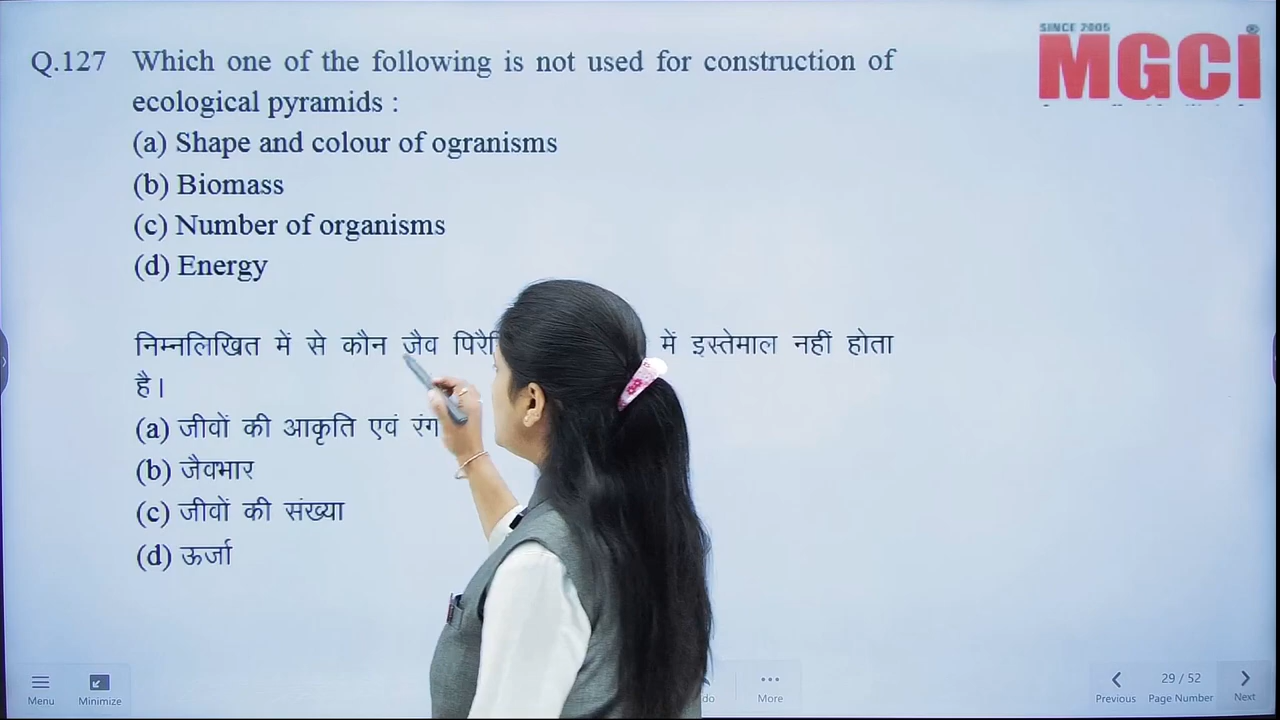 SINCE 2005
MGCI
Q.127 Which one of the following is not used for construction of
ecological pyramids :
(a) Shape and colour of ogranisms
(b) Biomass
(c) Number of organisms
(d) Energy
निम्नलिखित में से कौन जैव में इस्तेमाल नहीं होता
है।
(a) जीवों की आकृति एवं रंग
(b) जैवभार
(c) जीवों की संख्या
(d) ऊर्जा
Menu
Minimize
More
Previous
29 / 52
Page Number
Next